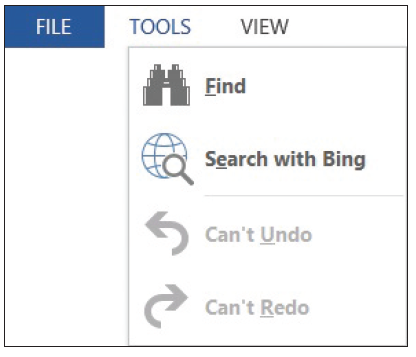 FILE TOOLS VIEW
Find
Search with Bing
Can't Undo
Can't Redo